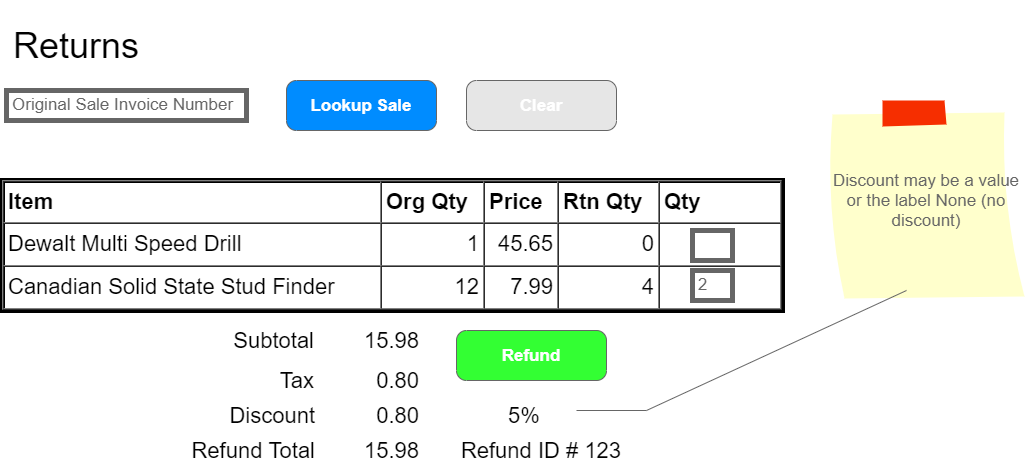 Returns
Original Sale Invoice Number
Lookup Sale
Clear
Discount may be a value
or the label None (no
discount)
Item Org Qty Price Rtn Qty Qty
Dewalt Multi Speed Drill 1 45.65 0
Canadian Solid State Stud Finder 12 7.99 4 2
Subtotal 15.98
Refund
Tax 0.80
Discount 0.80 5%
Refund Total 15.98 Refund ID # 123